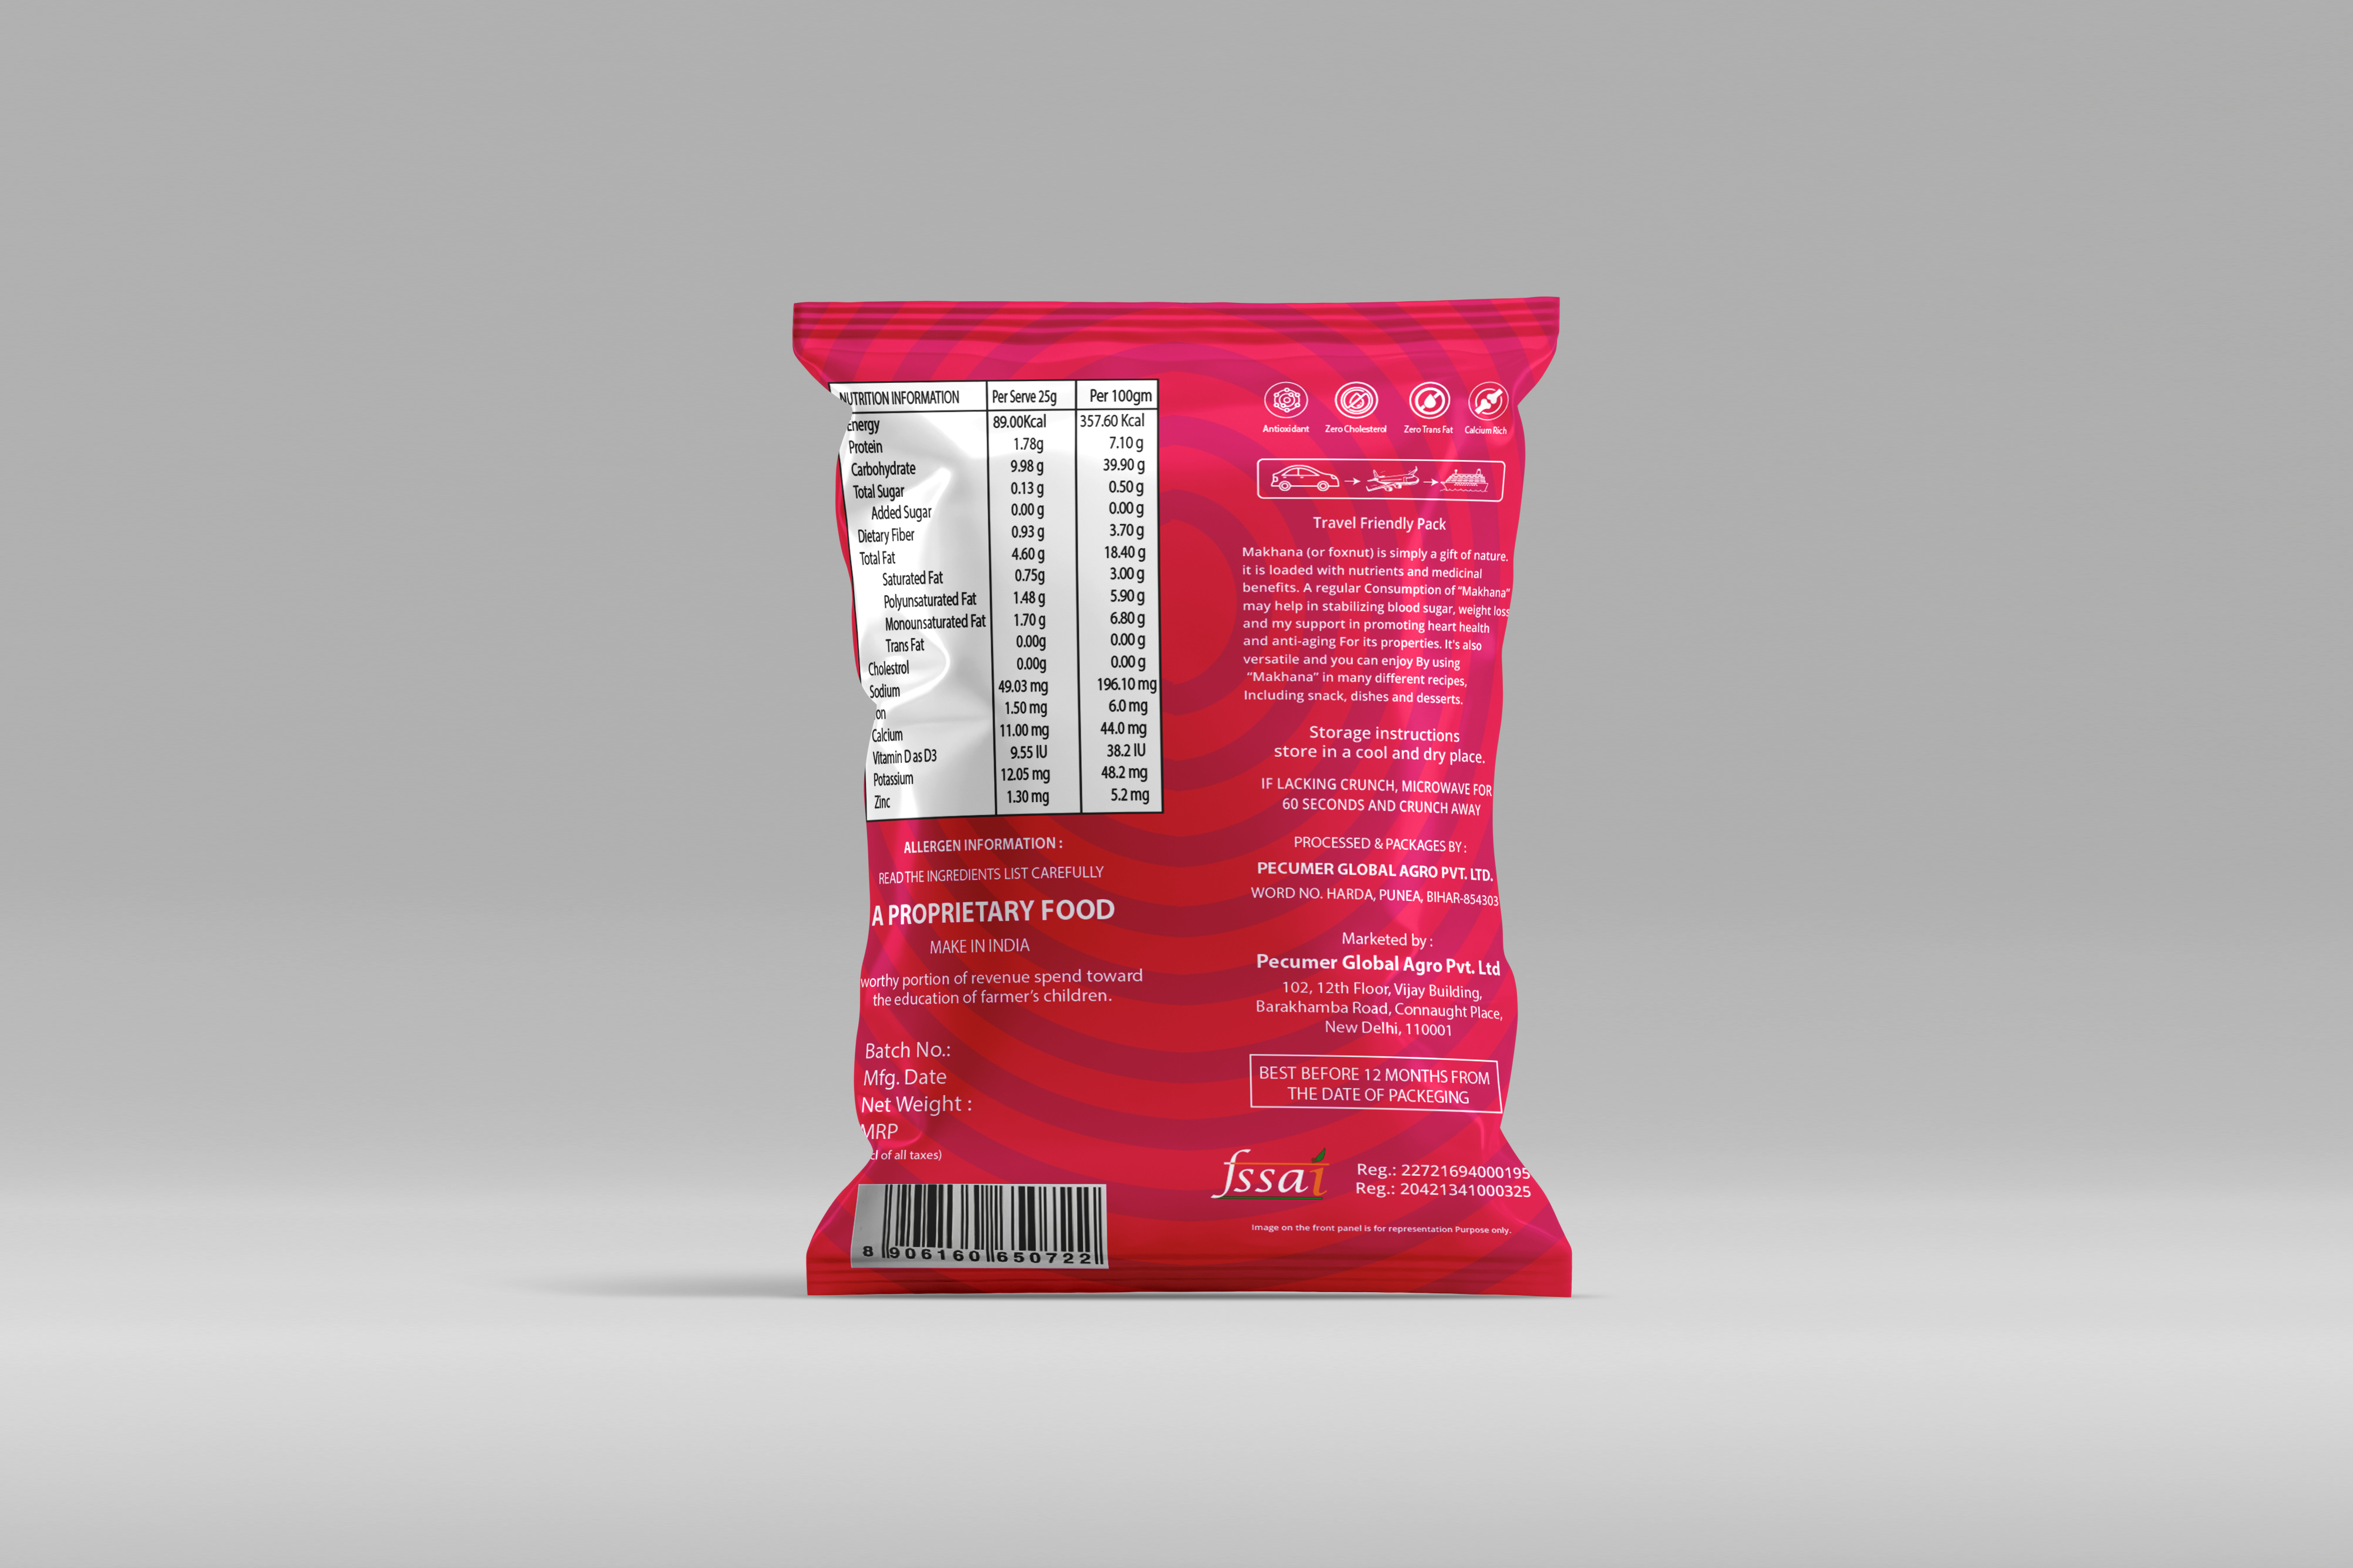 NUTRITION INFORMATION Per Serve 25g Per 100gm
Energy 89.00Kcal 357.60 Kcal
Protein 1.78g 7.10 g
Carbohydrate 9.98 g 39.90 g
Total Sugar 0.13 g 0.50 g
Added Sugar 0.00 g 0.00 g
Dietary Fiber 0.93 g 3.70 g
Total Fat 4.60 g 18.40 g
Saturated Fat 0.75g 3.00 g
Polyunsaturated Fat 1.48 g 5.90 g
Monounsaturated Fat 1.70 g 6.80 g
Trans Fat 0.00g 0.00 g
Cholestrol 0.00g 0.00 g
Sodium 49.03 mg 196.10 mg
on 1.50 mg 6.0 mg
Calcium 11.00 mg 44.0 mg
Vitamin D as D3 9.55 IU 38.2 IU
Potassium 12.05 mg 48.2 mg
Zinc 1.30 mg 5.2 mg
ALLERGEN INFORMATION :
READ THE INGREDIENTS LIST CAREFULLY
A PROPRIETARY FOOD
MAKE IN INDIA
worthy portion of revenue spend toward
the education of farmer's children.
Batch No.:
Mfg. Date
Net Weight :
MRP
cl of all taxes)
8 906160 650722
Antioxidant Zero Cholesterol Zero Trans Fat Calcium Rich
Travel Friendly Pack
Makhana (or foxnut) is simply a gift of nature.
it is loaded with nutrients and medicinal
benefits. A regular Consumption of "Makhana"
may help in stabilizing blood sugar, weight loss
and my support in promoting heart health
and anti-aging For its properties. It's also
versatile and you can enjoy By using
"Makhana" in many different recipes,
Including snack, dishes and desserts.
Storage instructions
store in a cool and dry place.
IF LACKING CRUNCH, MICROWAVE FOR
60 SECONDS AND CRUNCH AWAY
PROCESSED & PACKAGES BY :
PECUMER GLOBAL AGRO PVT. LTD.
WORD NO. HARDA, PUNEA, BIHAR-854303
Marketed by :
Pecumer Global Agro Pvt. Ltd
102, 12th Floor, Vijay Building,
Barakhamba Road, Connaught Place,
New Delhi, 110001
BEST BEFORE 12 MONTHS FROM
THE DATE OF PACKEGING
fssai
Reg.: 22721694000195
Reg.: 20421341000325
Image on the front panel is for representation Purpose only.